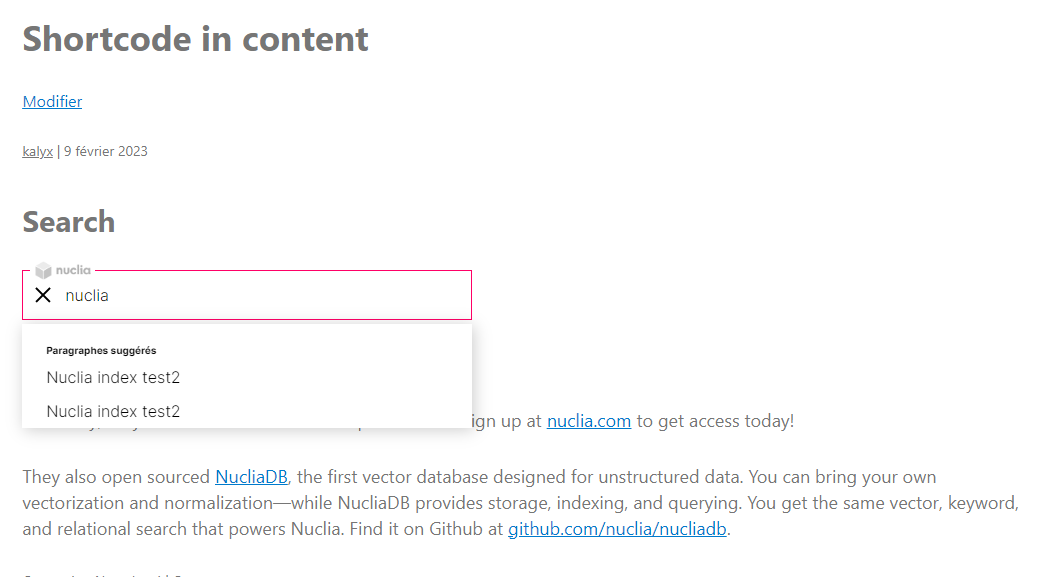 Shortcode in content
Modifier
kalyx | 9 février 2023
Search
nuclia
nuclia
Paragraphes suggérés
Nuclia index test2
Nuclia index test2
ign up at nuclia.com to get access today!
They also open sourced NucliaDB, the first vector database designed for unstructured data. You can bring your own
vectorization and normalization—while NucliaDB provides storage, indexing, and querying. You get the same vector, keyword,
and relational search that powers Nuclia. Find it on Github at github.com/nuclia/nucliadb.